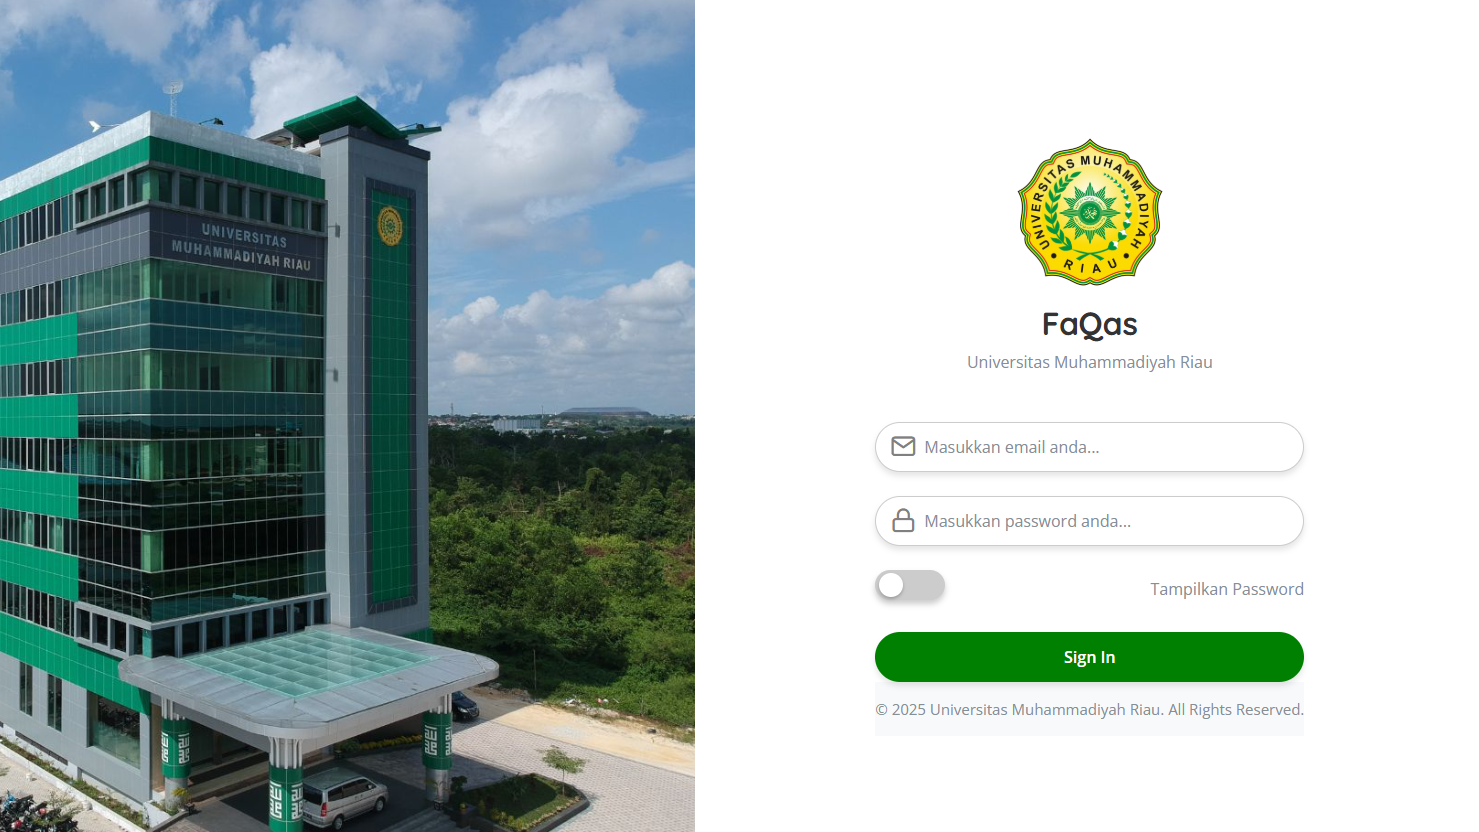 UNIVERSITAS
MUHAMMADIYAH RIAU
UNIVERSITAS MUHAMMADIYAH
RIAU
FaQas
Universitas Muhammadiyah Riau
Masukkan email anda...
Masukkan password anda...
Tampilkan Password
Sign In
© 2025 Universitas Muhammadiyah Riau. All Rights Reserved.